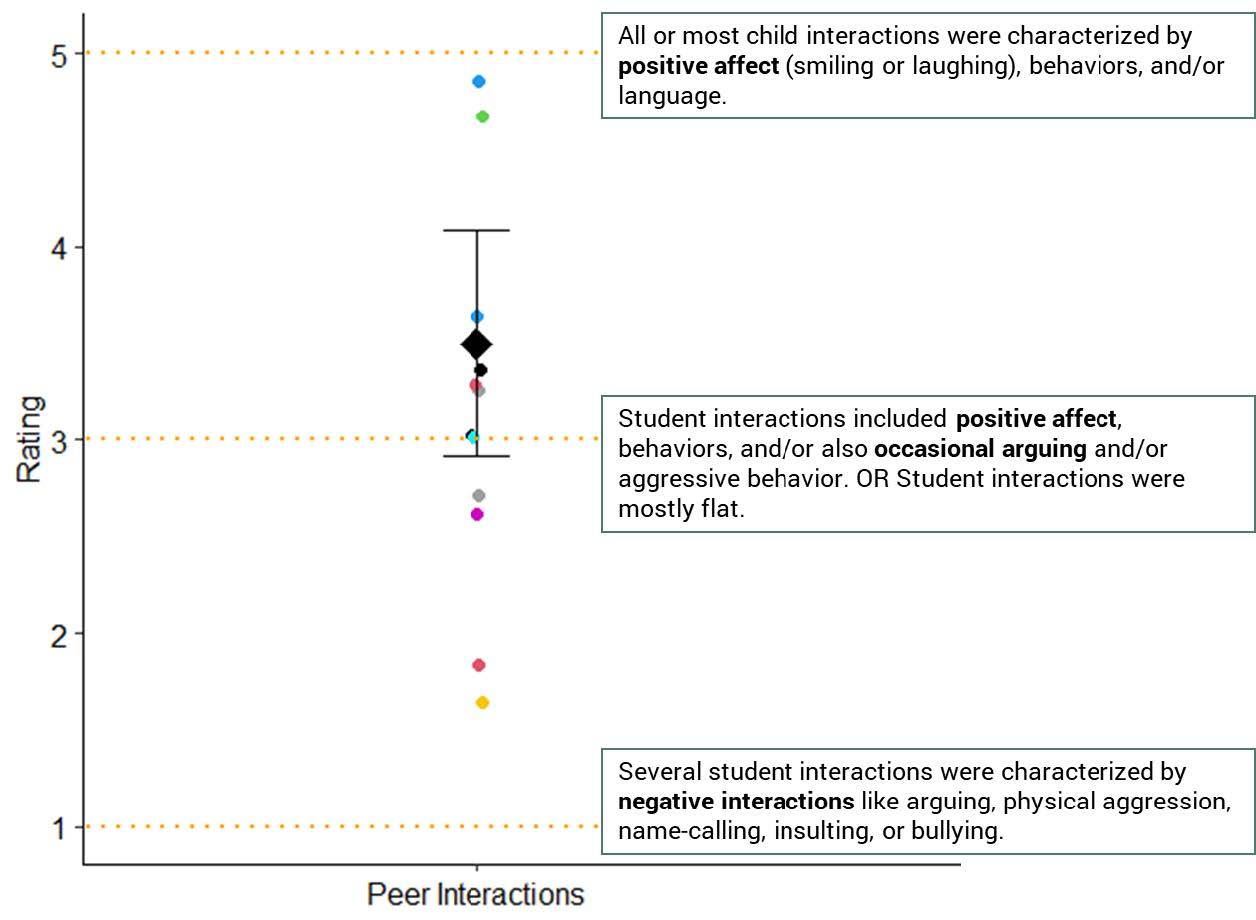 5
All or most child interactions were characterized by
positive affect (smiling or laughing), behaviors, and/or
language.
4
Rating
3
Student interactions included positive affect,
behaviors, and/or also occasional arguing and/or
aggressive behavior. OR Student interactions were
mostly flat.
2
Several student interactions were characterized by
negative interactions like arguing, physical aggression,
name-calling, insulting, or bullying.
1
Peer Interactions